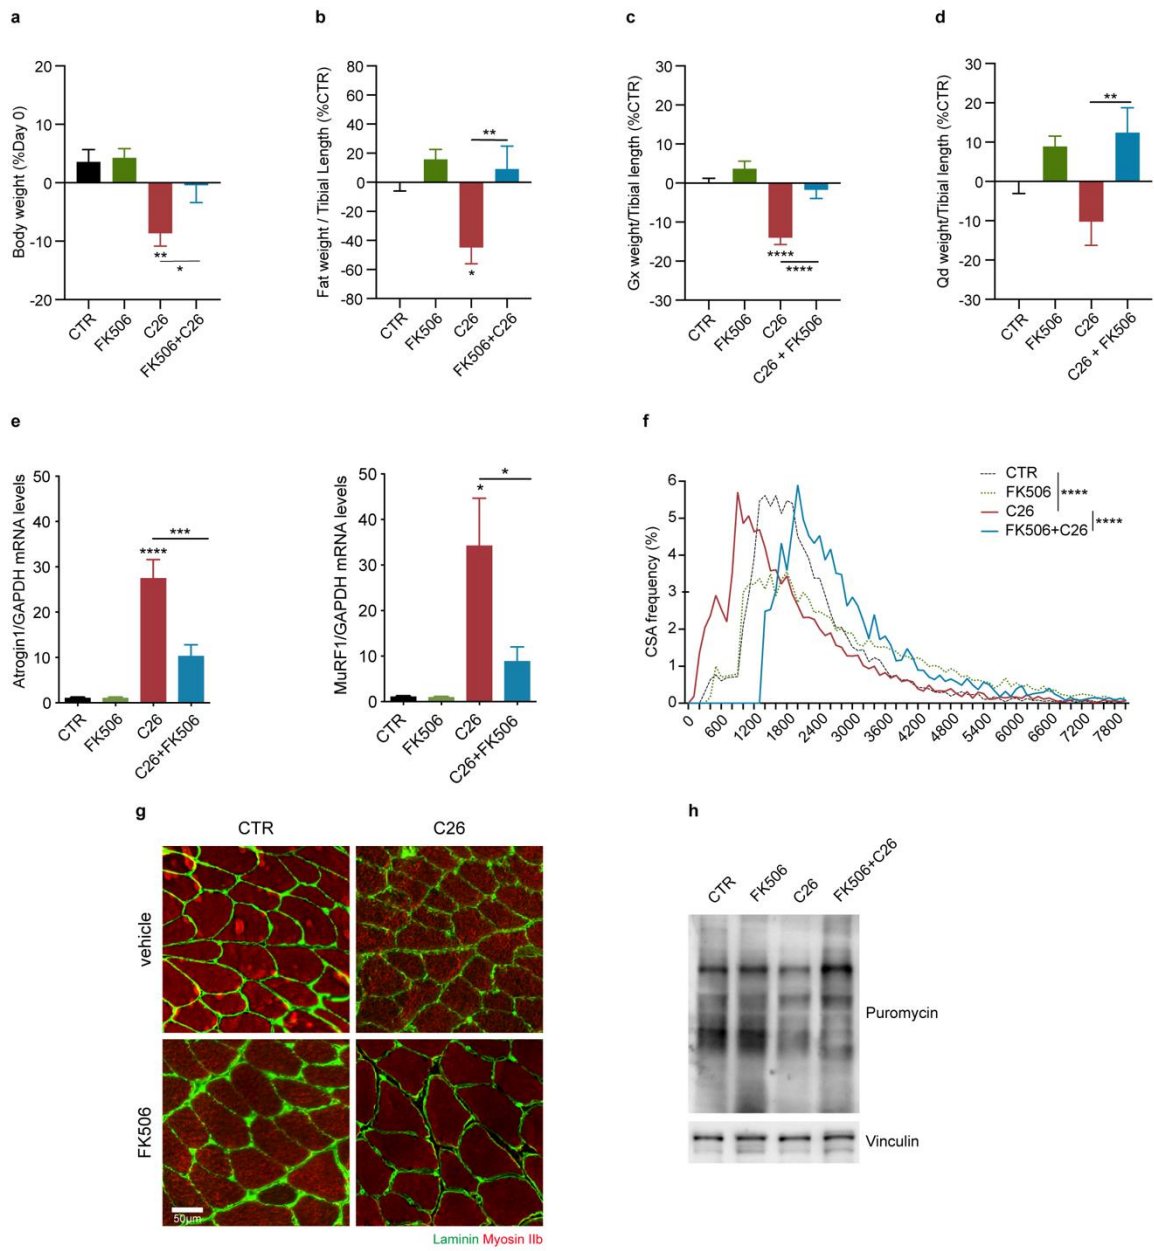 a
Body weight (%Day 0)
20
10
0
-10
-20
**
*
CTR
FK506
C26
FK506+C26
b
Fat weight / Tibial Length (%CTR)
80
60
40
20
0
-20
-40
-60
-80
**
*
CTR
FK506
C26
FK506+C26
c
Gx weight/Tibial length (%CTR)
30
20
10
0
-10
-20
-30
****
****
CTR
FK506
C26
C26 + FK506
d
Qd weight/Tibial length (%CTR)
30
20
10
0
-10
-20
-30
**
CTR
FK506
C26
C26 + FK506
e
Atrogin1/GAPDH mRNA levels
50
40
30
20
10
0
***
****
CTR
FK506
C26
C26+FK506
MuRF1/GAPDH mRNA levels
50
40
30
20
10
0
*
*
CTR
FK506
C26
C26+FK506
f
CSA frequency (%)
6
5
4
3
2
1
0
0
600
1200
1800
2400
3000
3600
4200
4800
5400
6000
6600
7200
7800
CTR
FK506
C26
FK506+C26
****
****
g
CTR
C26
vehicle
FK506
50µm
Laminin Myosin IIb
h
CTR
FK506
C26
FK506+C26
Puromycin
Vinculin